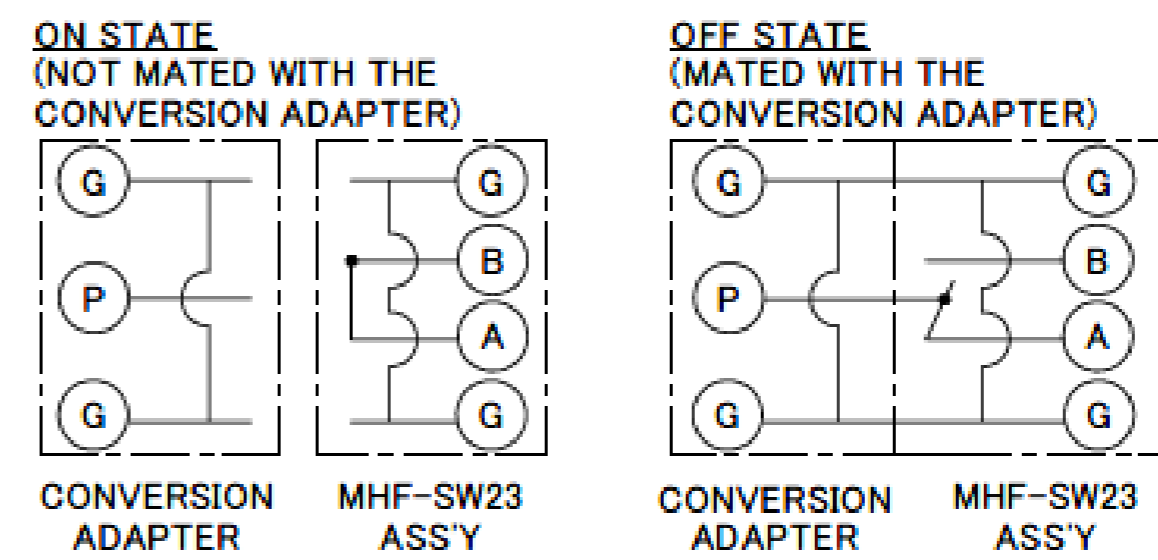 ON STATE
(NOT MATED WITH THE
CONVERSION ADAPTER)
G
P
G
G
B
A
G
CONVERSION
ADAPTER
MHF-SW23
ASS'Y
OFF STATE
(MATED WITH THE
CONVERSION ADAPTER)
G
P
G
G
B
A
G
CONVERSION
ADAPTER
MHF-SW23
ASS'Y